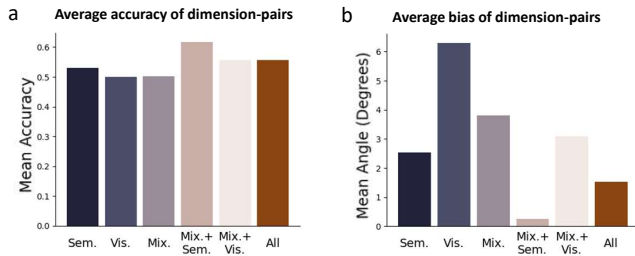 a
Average accuracy of dimension-pairs
Mean Accuracy
0.6
0.5
0.4
0.3
0.2
0.1
0.0
Sem.
Vis.
Mix.
Mix.+
Sem.
Mix.+
Vis.
All
b
Average bias of dimension-pairs
Mean Angle (Degrees)
6
5
4
3
2
1
0
Sem.
Vis.
Mix.
Mix.+
Sem.
Mix.+
Vis.
All